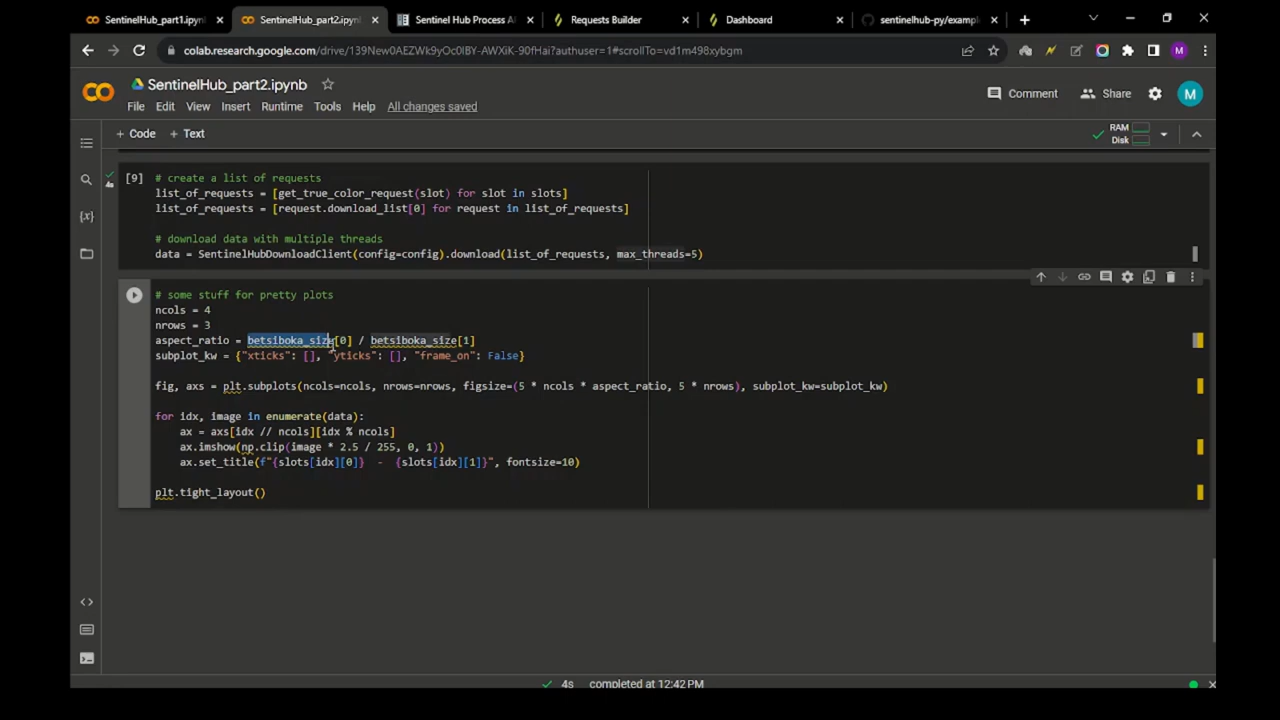 SentinelHub_part1.ipynb
SentinelHub_part2.ipynb
Sentinel Hub Process A
Requests Builder
Dashboard
sentinelhub-py/exampl
colab.research.google.com/drive/139New0AEZWk9yOc0lBY-AWXiK-90fHai?authuser=1#scrollTo=vd1m498xybgm
M
SentinelHub_part2.ipynb
Comment
Share
M
File Edit View Insert Runtime Tools Help All changes saved
+ Code + Text
RAM
Disk
[9]
# create a list of requests
list_of_requests = [get_true_color_request(slot) for slot in slots]
list_of_requests = [request.download_list[0] for request in list_of_requests]
# download data with multiple threads
data = SentinelHubDownloadClient(config=config).download(list_of_requests, max_threads=5)
# some stuff for pretty plots
ncols = 4
nrows = 3
aspect_ratio = betsiboka_size[0] / betsiboka_size[1]
subplot_kw = {"xticks": [], "yticks": [], "frame_on": False}
fig, axs = plt.subplots(ncols=ncols, nrows=nrows, figsize=(5 * ncols * aspect_ratio, 5 * nrows), subplot_kw=subplot_kw)
for idx, image in enumerate(data):
ax = axs[idx // ncols][idx % ncols]
ax.imshow(np.clip(image * 2.5 / 255, 0, 1))
ax.set_title(f"{slots[idx][0]}  -  {slots[idx][1]}", fontsize=10)
plt.tight_layout()
4s completed at 12:42 PM